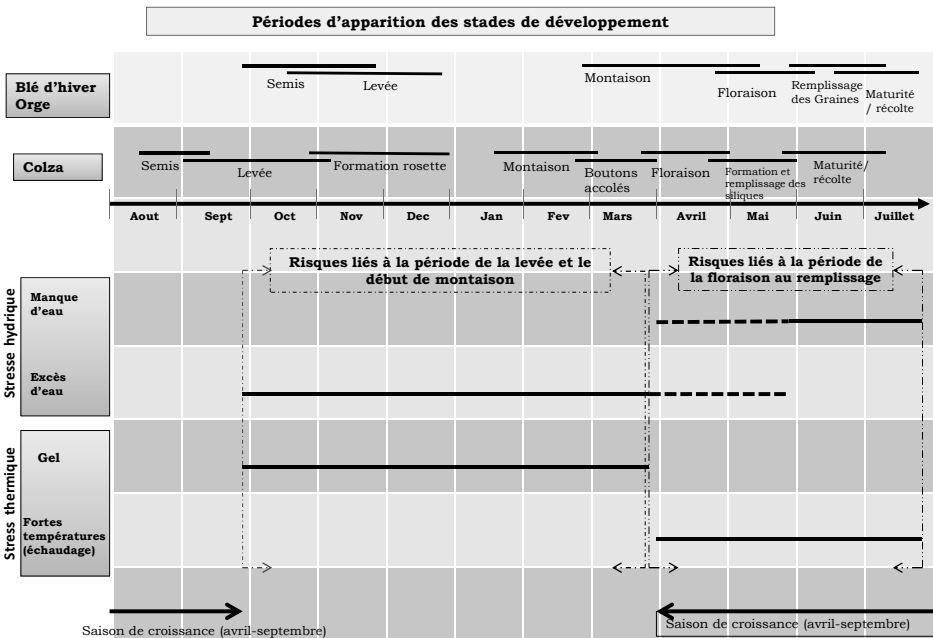 Périodes d'apparition des stades de développement
Blé d'hiver
Orge
Semis
Levée
Montaison
Floraison
Remplissage
des Graines
Maturité
/ récolte
Colza
Semis
Levée
Formation rosette
Montaison
Boutons
accolés
Floraison
Formation et
remplissage des
siliques
Maturité/
récolte
Aout
Sept
Oct
Nov
Dec
Jan
Fev
Mars
Avril
Mai
Juin
Juillet
Risques liés à la période de la levée et le
début de montaison
Risques liés à la période de
la floraison au remplissage
Stresse hydrique
Manque
d'eau
Excès
d'eau
Stress thermique
Gel
Fortes
températures
(échaudage)
Saison de croissance (avril-septembre)
Saison de croissance (avril-septembre)